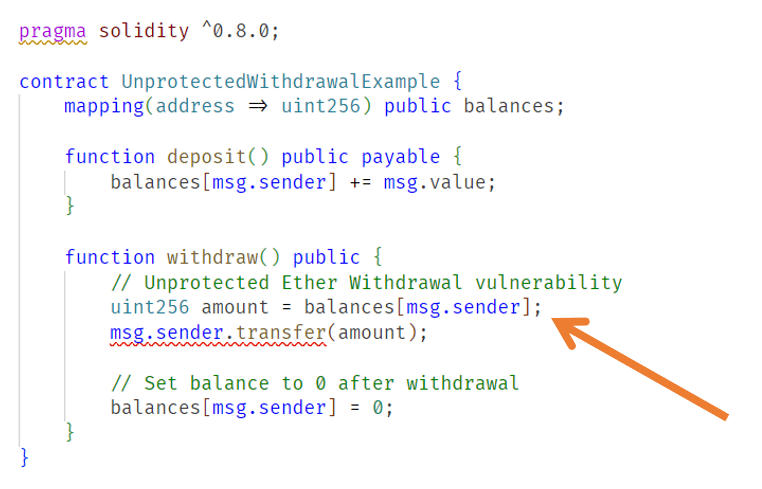 pragma solidity ^0.8.0;
contract UnprotectedWithdrawalExample {
mapping(address => uint256) public balances;
function deposit() public payable {
balances[msg.sender] += msg.value;
}
function withdraw() public {
// Unprotected Ether Withdrawal vulnerability
uint256 amount = balances[msg.sender];
msg.sender.transfer(amount);
// Set balance to 0 after withdrawal
balances[msg.sender] = 0;
}
}